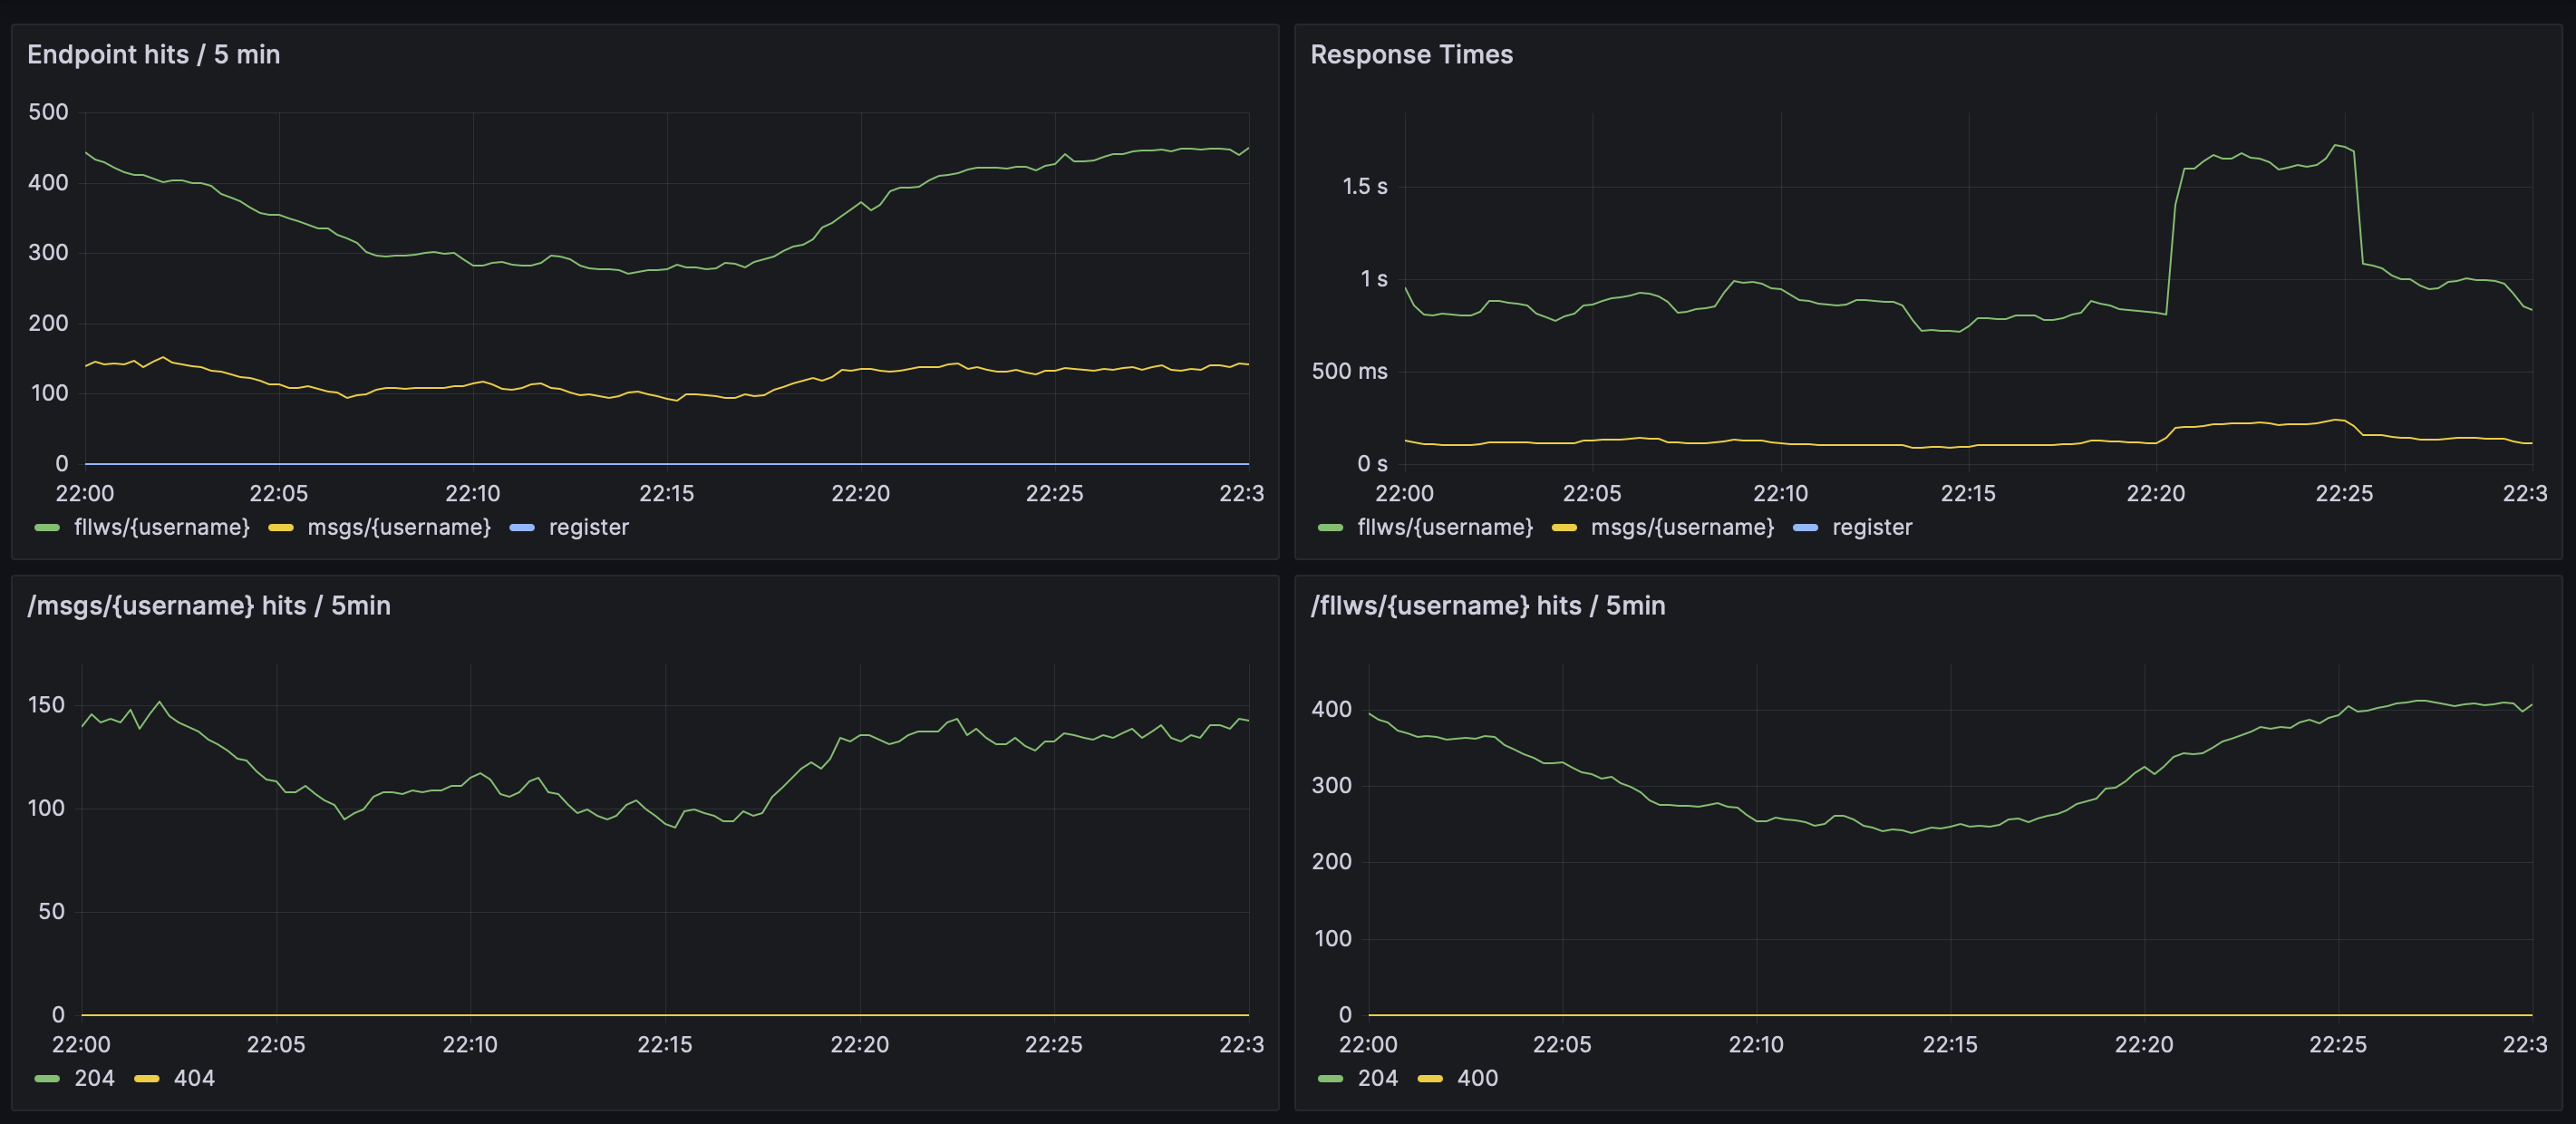 Endpoint hits / 5 min
500
400
300
200
100
0
22:00 22:05 22:10 22:15 22:20 22:25 22:3
fllws/{username} msgs/{username} register
Response Times
1.5 s
1 s
500 ms
0 s
22:00 22:05 22:10 22:15 22:20 22:25 22:3
fllws/{username} msgs/{username} register
/msgs/{username} hits / 5min
150
100
50
0
22:00 22:05 22:10 22:15 22:20 22:25 22:3
204 404
/fllws/{username} hits / 5min
400
300
200
100
0
22:00 22:05 22:10 22:15 22:20 22:25 22:3
204 400